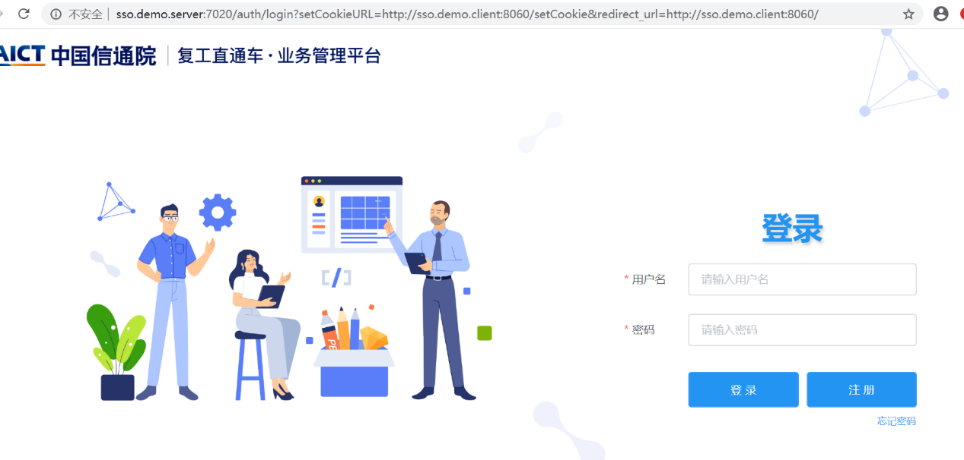 不安全 | sso.demo.server:7020/auth/login?setCookieURL=http://sso.demo.client:8060/setCookie&redirect_url=http://sso.demo.client:8060/
AICT 中国信通院 | 复工直通车·业务管理平台
[/]
PE
登录
* 用户名 请输入用户名
* 密码 请输入密码
登 录 注 册
忘记密码